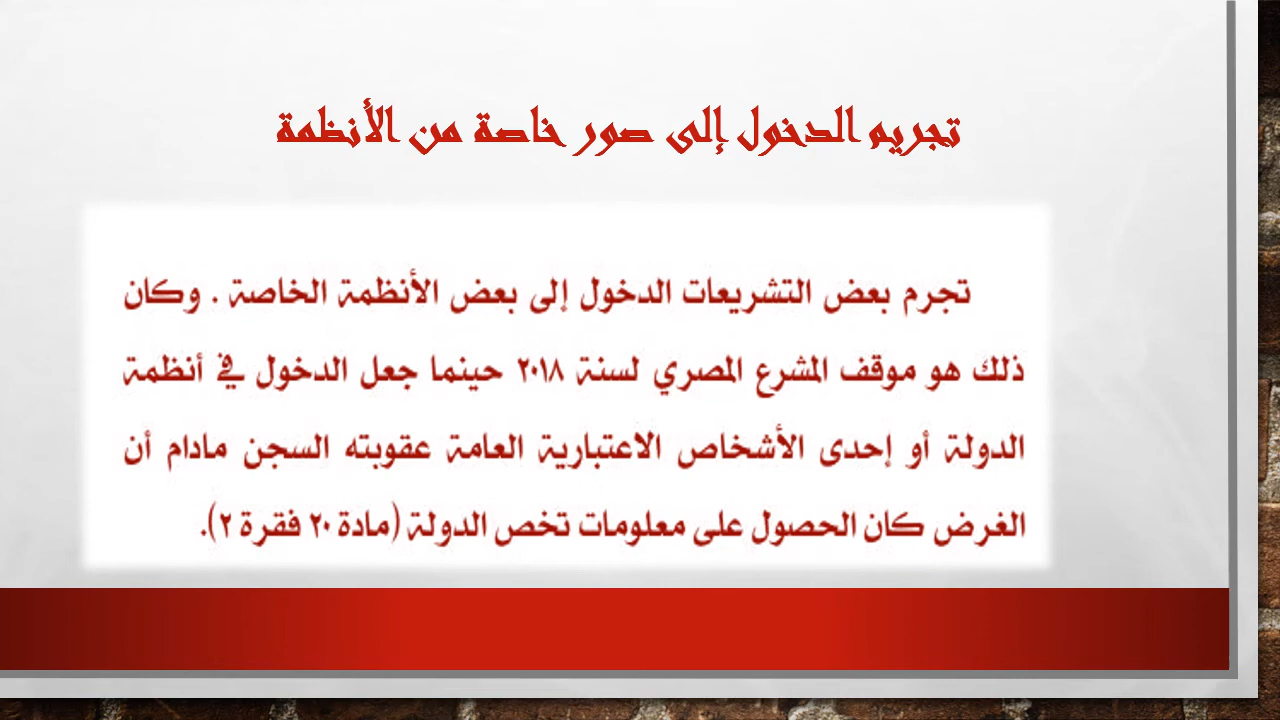 تجريم الدخول إلى صور خاصة من الأنظمة
تجرم بعض التشريعات الدخول إلى بعض الأنظمة الخاصة . وكان
ذلك هو موقف المشرع المصري لسنة ٢٠١٨ حينما جعل الدخول في أنظمة
الدولة أو إحدى الأشخاص الاعتبارية العامة عقوبته السجن مادام أن
الغرض كان الحصول على معلومات تخص الدولة (مادة ٢٠ فقرة ٢).